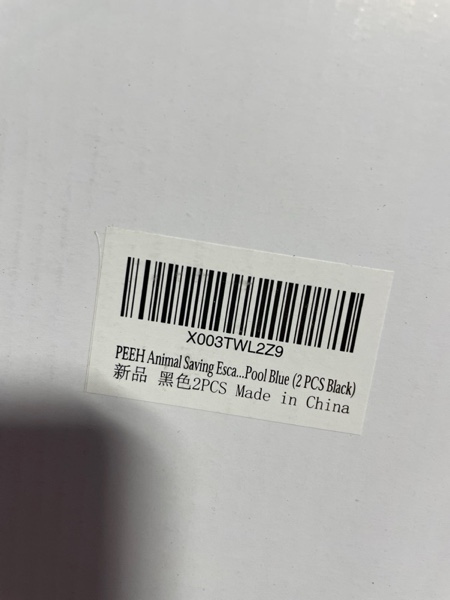 X003TWL2Z9
PEEH Animal Saving Esca...Pool Blue (2 PCS Black)
新品 黑色2PCS Made in China